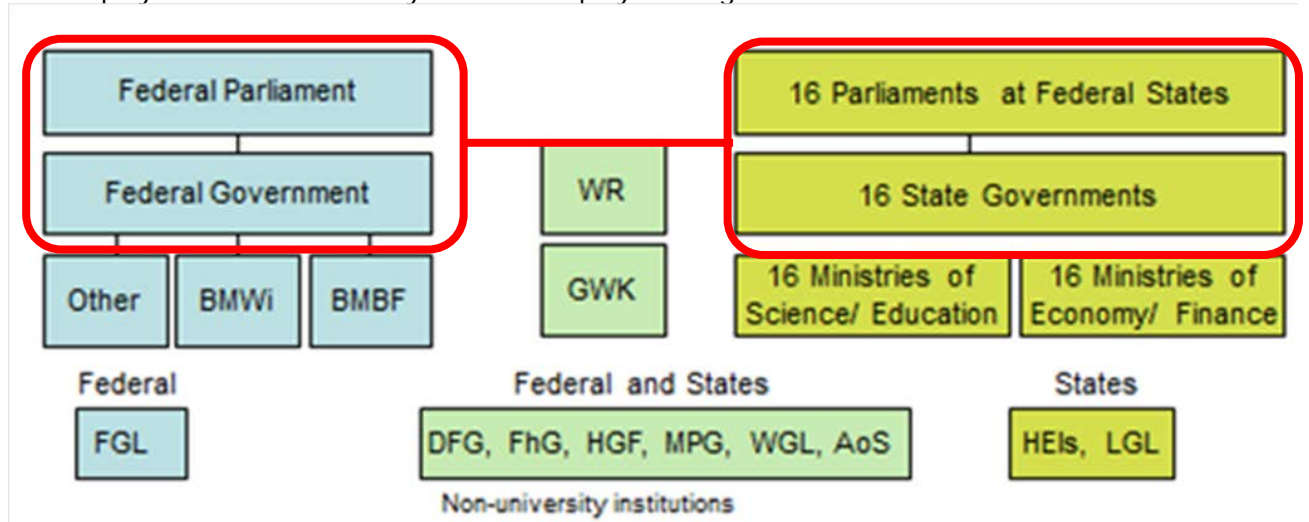 Federal Parliament
16 Parliaments at Federal States
Federal Government
WR
16 State Governments
Other
BMWi
BMBF
GWK
16 Ministries of
Science/ Education
16 Ministries of
Economy/ Finance
Federal
Federal and States
States
FGL
DFG, FhG, HGF, MPG, WGL, AoS
HEIs, LGL
Non-university institutions